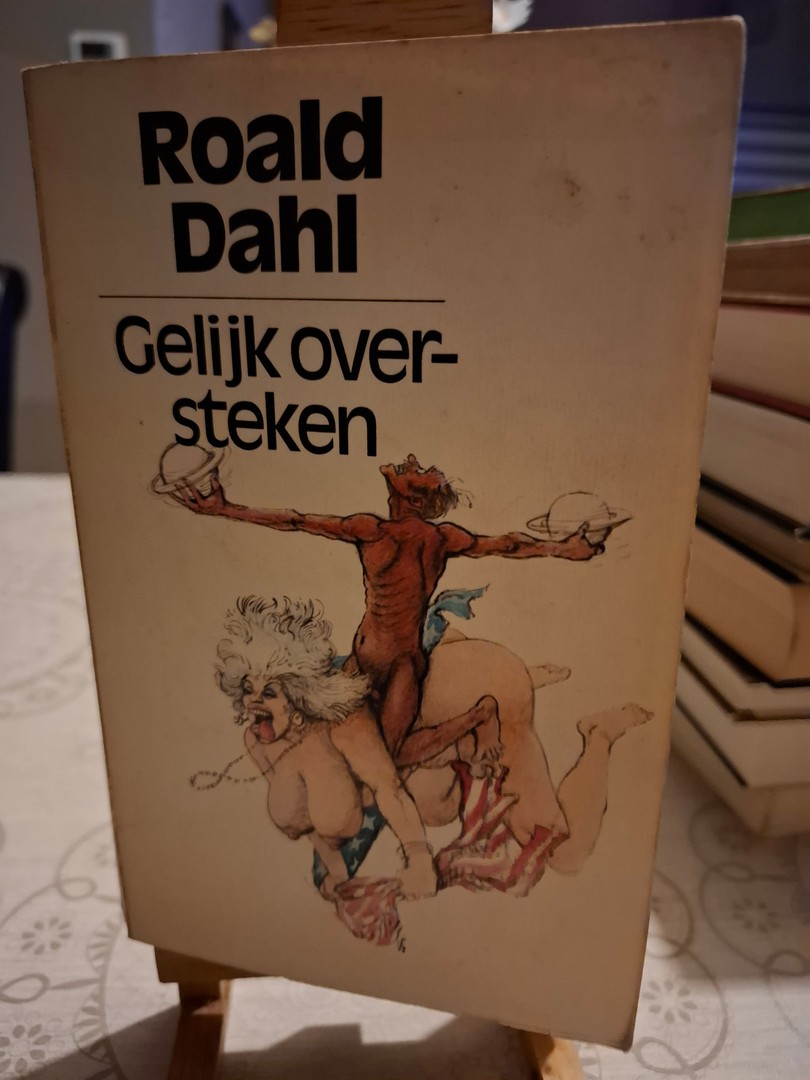 Roald
Dahl
Gelijk over-
steken